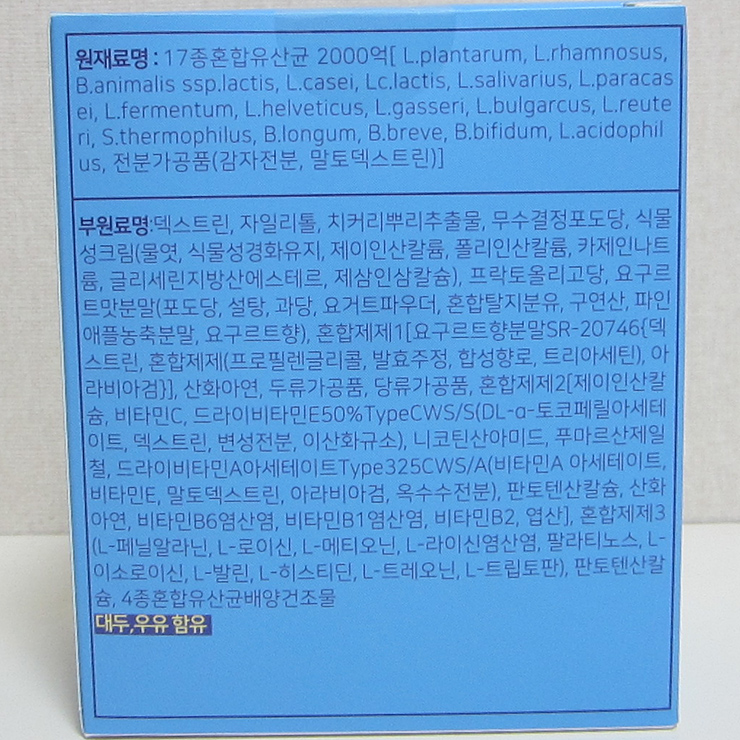 원재료명 : 17종혼합유산균 2000억[ L.plantarum, L.rhamnosus,
B.animalis ssp.lactis, L.casei, Lc.lactis, L.salivarius, L.paracas
ei, L.fermentum, L.helveticus, L.gasseri, L.bulgarcus, L.reute
ri, S.thermophilus, B.longum, B.breve, B.bifidum, L.acidophil
us, 전분가공품(감자전분, 말토덱스트린)]
부원료명:덱스트린, 자일리톨, 치커리뿌리추출물, 무수결정포도당, 식물
성크림(물엿, 식물성경화유지, 제이인산칼륨, 폴리인산칼륨, 카제인나트
륨, 글리세린지방산에스테르, 제삼인삼칼슘), 프락토올리고당, 요구르
트맛분말(포도당, 설탕, 과당, 요거트파우더, 혼합탈지분유, 구연산, 파인
애플농축분말, 요구르트향), 혼합제제1[요구르트향분말SR-20746{덱
스트린, 혼합제제(프로필렌글리콜, 발효주정, 합성향로, 트리아세틴), 아
라비아검}], 산화아연, 두류가공품, 당류가공품, 혼합제제2[제이인산칼
슘, 비타민C, 드라이비타민E50%TypeCWS/S(DL-α-토코페릴아세테
이트, 덱스트린, 변성전분, 이산화규소), 니코틴산아미드, 푸마르산제일
철, 드라이비타민A아세테이트Type325CWS/A(비타민A 아세테이트,
비타민E, 말토덱스트린, 아라비아검, 옥수수전분), 판토텐산칼슘, 산화
아연, 비타민B6염산염, 비타민B1염산염, 비타민B2, 엽산], 혼합제제3
(L-페닐알라닌, L-로이신, L-메티오닌, L-라이신염산염, 팔라티노스, L-
이소로이신, L-발린, L-히스티딘, L-트레오닌, L-트립토판), 판토텐산칼
슘, 4종혼합유산균배양건조물
대두,우유 함유